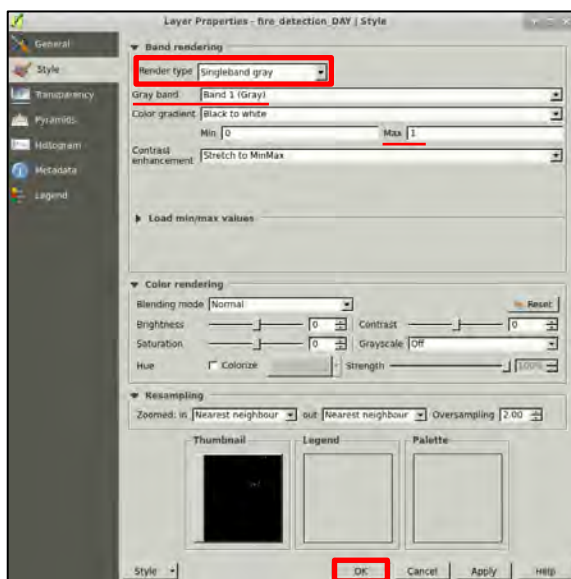 Layer Properties - fire_detection_DAY | Style
General
Style
Transparency
Pyramids
Histogram
Metadata
Legend
Band rendering
Render type Singleband gray
Gray band Band 1 (Gray)
Color gradient Black to white
Min 0 Max 1
Contrast
enhancement Stretch to MinMax
Load min/max values
Color rendering
Blending mode Normal Reset
Brightness 0 Contrast 0
Saturation 0 Grayscale Off
Hue Colorize Strength 100%
Resampling
Zoomed: in Nearest neighbour out Nearest neighbour Oversampling 2.00
Thumbnail Legend Palette
Style OK Cancel Apply Help